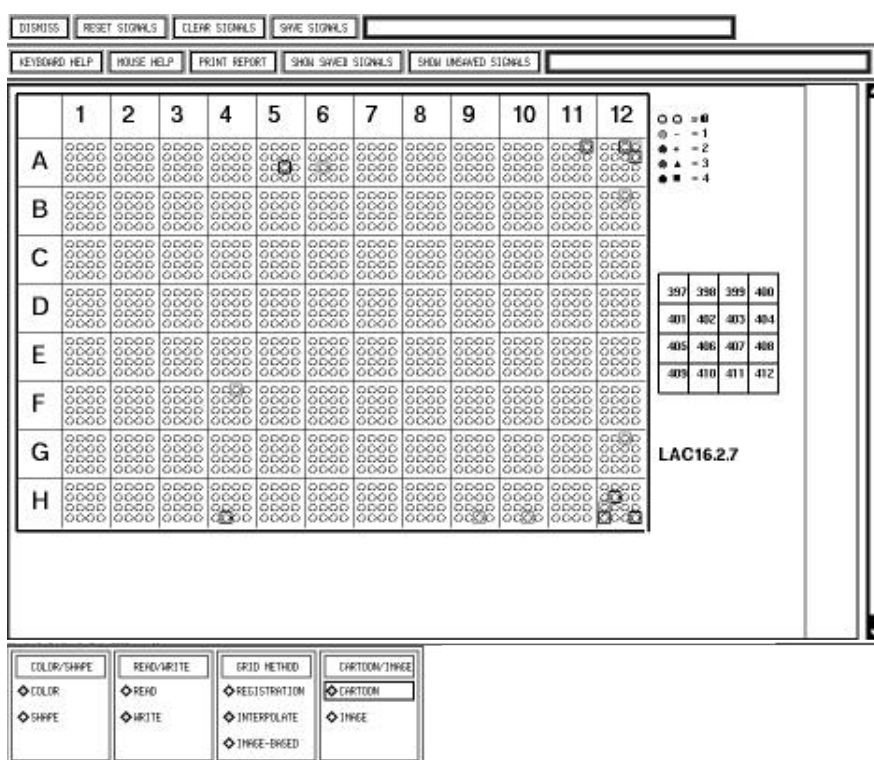 DISMISS RESET SIGNALS CLEAR SIGNALS SAVE SIGNALS
KEYBOARD HELP MOUSE HELP PRINT REPORT SHOW SAVED SIGNALS SHOW UNSAVED SIGNALS
1 2 3 4 5 6 7 8 9 10 11 12
= 0
- = 1
+ = 2
= 3
= 4
A
B
C
D
E
F
G
H
397 398 399 400
401 402 403 404
405 406 407 408
409 410 411 412
LAC16.2.7
COLOR/SHAPE READ/WRITE GRID METHOD CARTOON/IMAGE
COLOR READ REGISTRATION CARTOON
SHAPE WRITE INTERPOLATE IMAGE
IMAGE-BASED